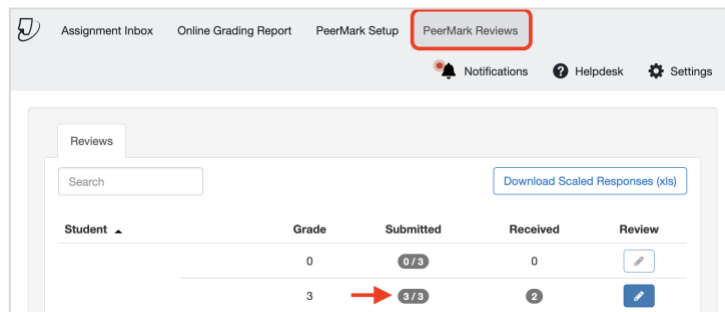 Assignment Inbox Online Grading Report PeerMark Setup PeerMark Reviews
Notifications Helpdesk Settings
Reviews
Search Download Scaled Responses (xls)
Student Grade Submitted Received Review
0 0 / 3 0
3 3 / 3 2